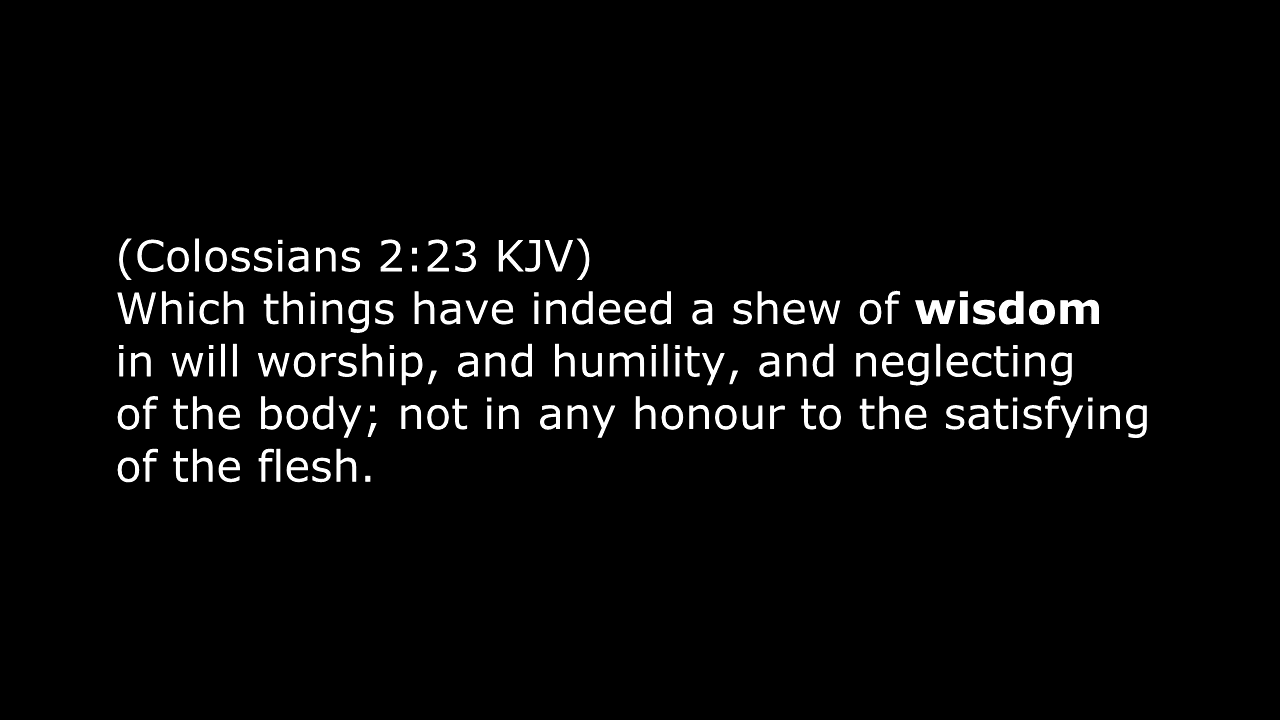 (Colossians 2:23 KJV)
Which things have indeed a shew of wisdom
in will worship, and humility, and neglecting
of the body; not in any honour to the satisfying
of the flesh.